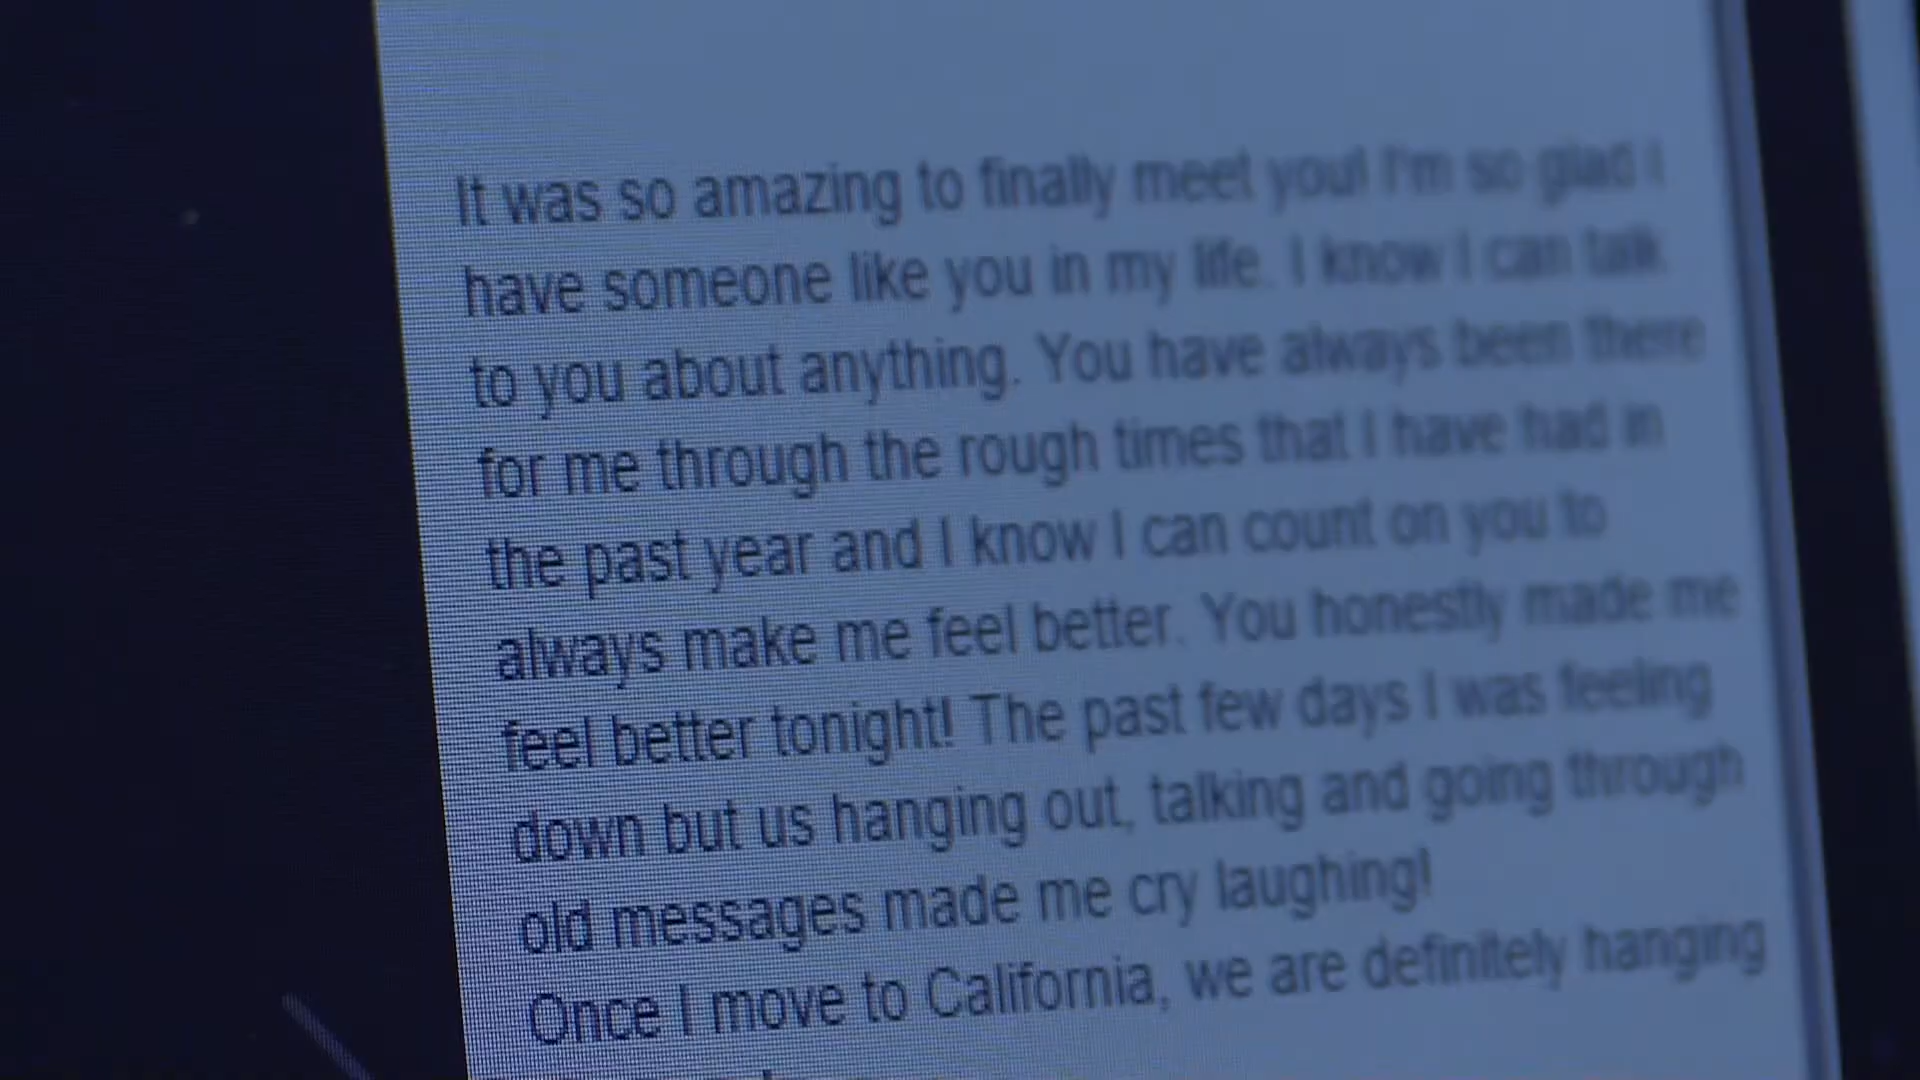 It was so amazing to finally meet you! I'm so glad I
have someone like you in my life. I know I can talk
to you about anything. You have always been there
for me through the rough times that I have had in
the past year and I know I can count on you to
always make me feel better. You honestly made me
feel better tonight! The past few days I was feeling
down but us hanging out, talking and going through
old messages made me cry laughing!
Once I move to California, we are definitely hanging